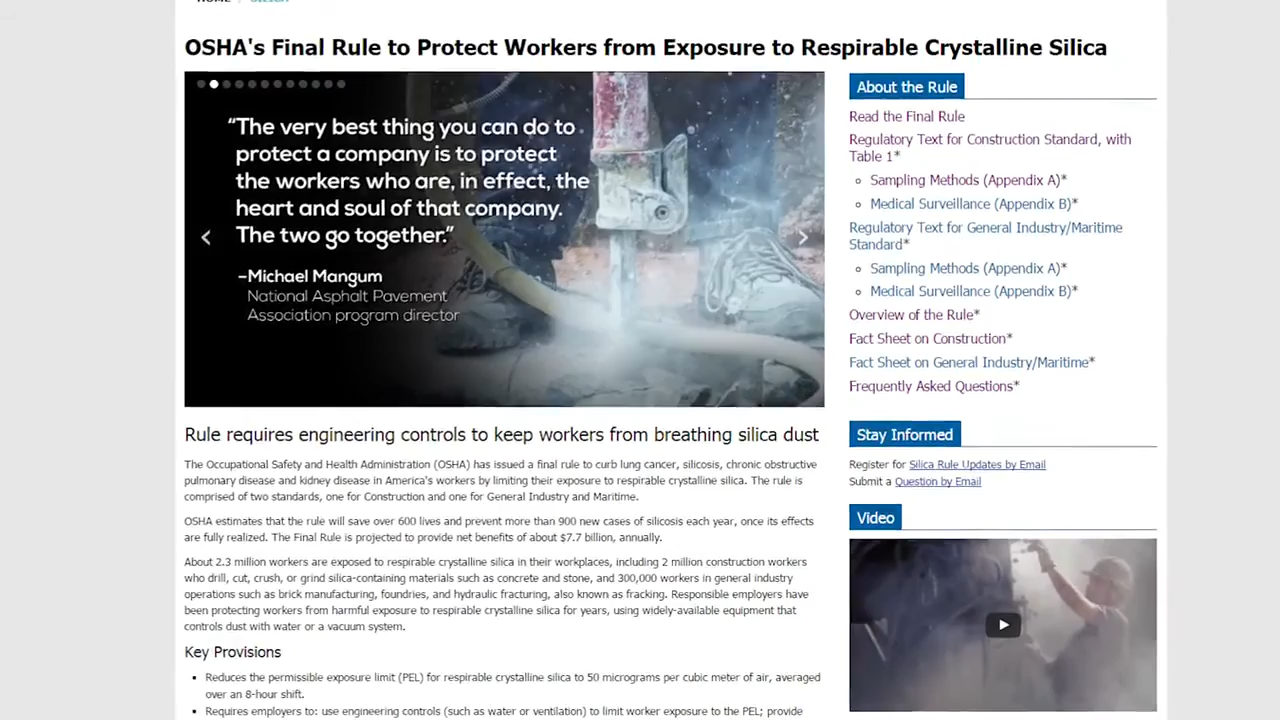 HOME / SILICA
OSHA's Final Rule to Protect Workers from Exposure to Respirable Crystalline Silica
“The very best thing you can do to
protect a company is to protect
the workers who are, in effect, the
heart and soul of that company.
The two go together.”
–Michael Mangum
National Asphalt Pavement
Association program director
Rule requires engineering controls to keep workers from breathing silica dust
The Occupational Safety and Health Administration (OSHA) has issued a final rule to curb lung cancer, silicosis, chronic obstructive
pulmonary disease and kidney disease in America's workers by limiting their exposure to respirable crystalline silica. The rule is
comprised of two standards, one for Construction and one for General Industry and Maritime.
OSHA estimates that the rule will save over 600 lives and prevent more than 900 new cases of silicosis each year, once its effects
are fully realized. The Final Rule is projected to provide net benefits of about $7.7 billion, annually.
About 2.3 million workers are exposed to respirable crystalline silica in their workplaces, including 2 million construction workers
who drill, cut, crush, or grind silica-containing materials such as concrete and stone, and 300,000 workers in general industry
operations such as brick manufacturing, foundries, and hydraulic fracturing, also known as fracking. Responsible employers have
been protecting workers from harmful exposure to respirable crystalline silica for years, using widely-available equipment that
controls dust with water or a vacuum system.
Key Provisions
• Reduces the permissible exposure limit (PEL) for respirable crystalline silica to 50 micrograms per cubic meter of air, averaged
over an 8-hour shift.
• Requires employers to: use engineering controls (such as water or ventilation) to limit worker exposure to the PEL; provide
About the Rule
Read the Final Rule
Regulatory Text for Construction Standard, with
Table 1*
Sampling Methods (Appendix A)*
Medical Surveillance (Appendix B)*
Regulatory Text for General Industry/Maritime
Standard*
Sampling Methods (Appendix A)*
Medical Surveillance (Appendix B)*
Overview of the Rule*
Fact Sheet on Construction*
Fact Sheet on General Industry/Maritime*
Frequently Asked Questions*
Stay Informed
Register for Silica Rule Updates by Email
Submit a Question by Email
Video